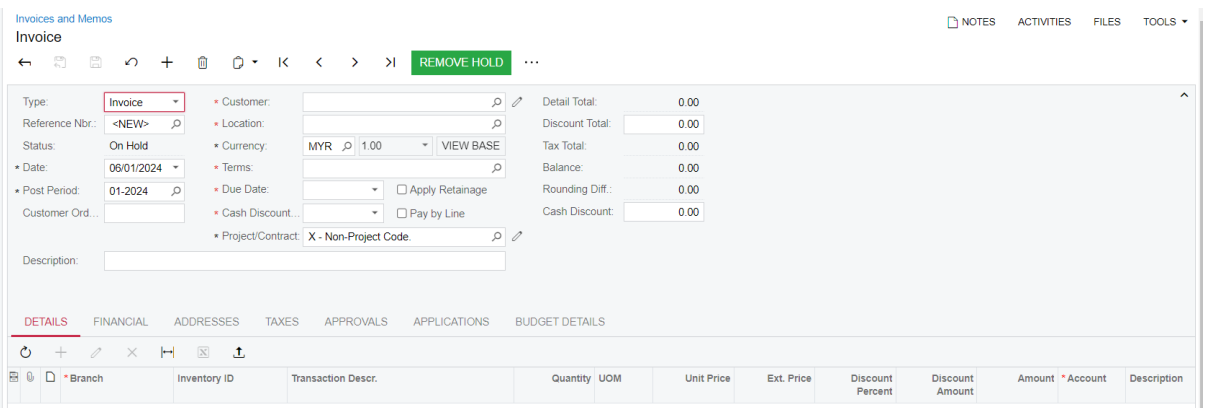 Invoices and Memos
NOTES ACTIVITIES FILES TOOLS
Invoice
REMOVE HOLD ...
Type: Invoice * Customer: Detail Total: 0.00
Reference Nbr.: <NEW> * Location: Discount Total: 0.00
Status: On Hold * Currency: MYR 1.00 VIEW BASE Tax Total: 0.00
* Date: 06/01/2024 * Terms: Balance: 0.00
* Post Period: 01-2024 * Due Date: Apply Retainage Rounding Diff.: 0.00
Customer Ord... * Cash Discount... Pay by Line Cash Discount: 0.00
* Project/Contract: X - Non-Project Code.
Description:
DETAILS FINANCIAL ADDRESSES TAXES APPROVALS APPLICATIONS BUDGET DETAILS
* Branch Inventory ID Transaction Descr. Quantity UOM Unit Price Ext. Price Discount Discount Amount * Account Description
Percent Amount